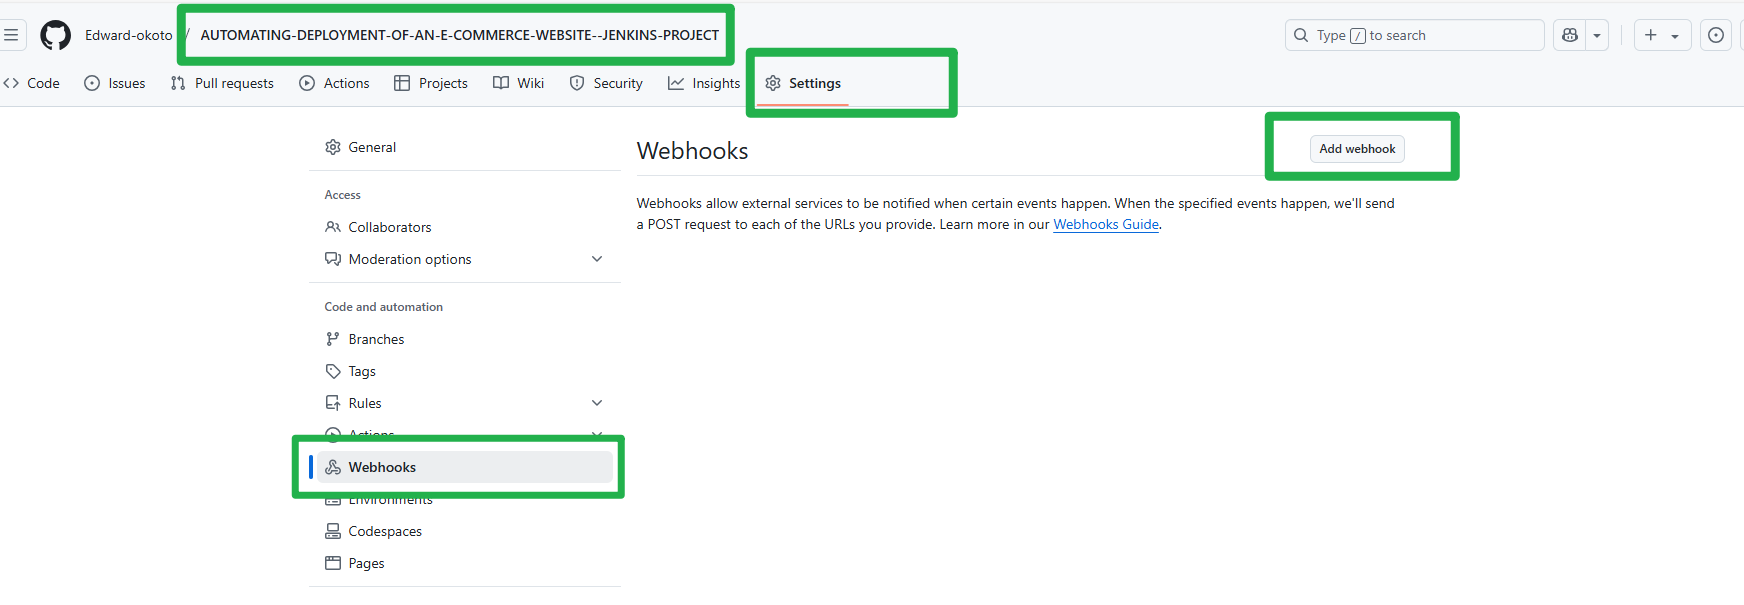 Edward-okoto / AUTOMATING-DEPLOYMENT-OF-AN-E-COMMERCE-WEBSITE--JENKINS-PROJECT
Type / to search
Code Issues Pull requests Actions Projects Wiki Security Insights Settings
General
Access
Collaborators
Moderation options
Code and automation
Branches
Tags
Rules
Actions
Webhooks
Environments
Codespaces
Pages
Webhooks
Add webhook
Webhooks allow external services to be notified when certain events happen. When the specified events happen, we'll send
a POST request to each of the URLs you provide. Learn more in our Webhooks Guide.